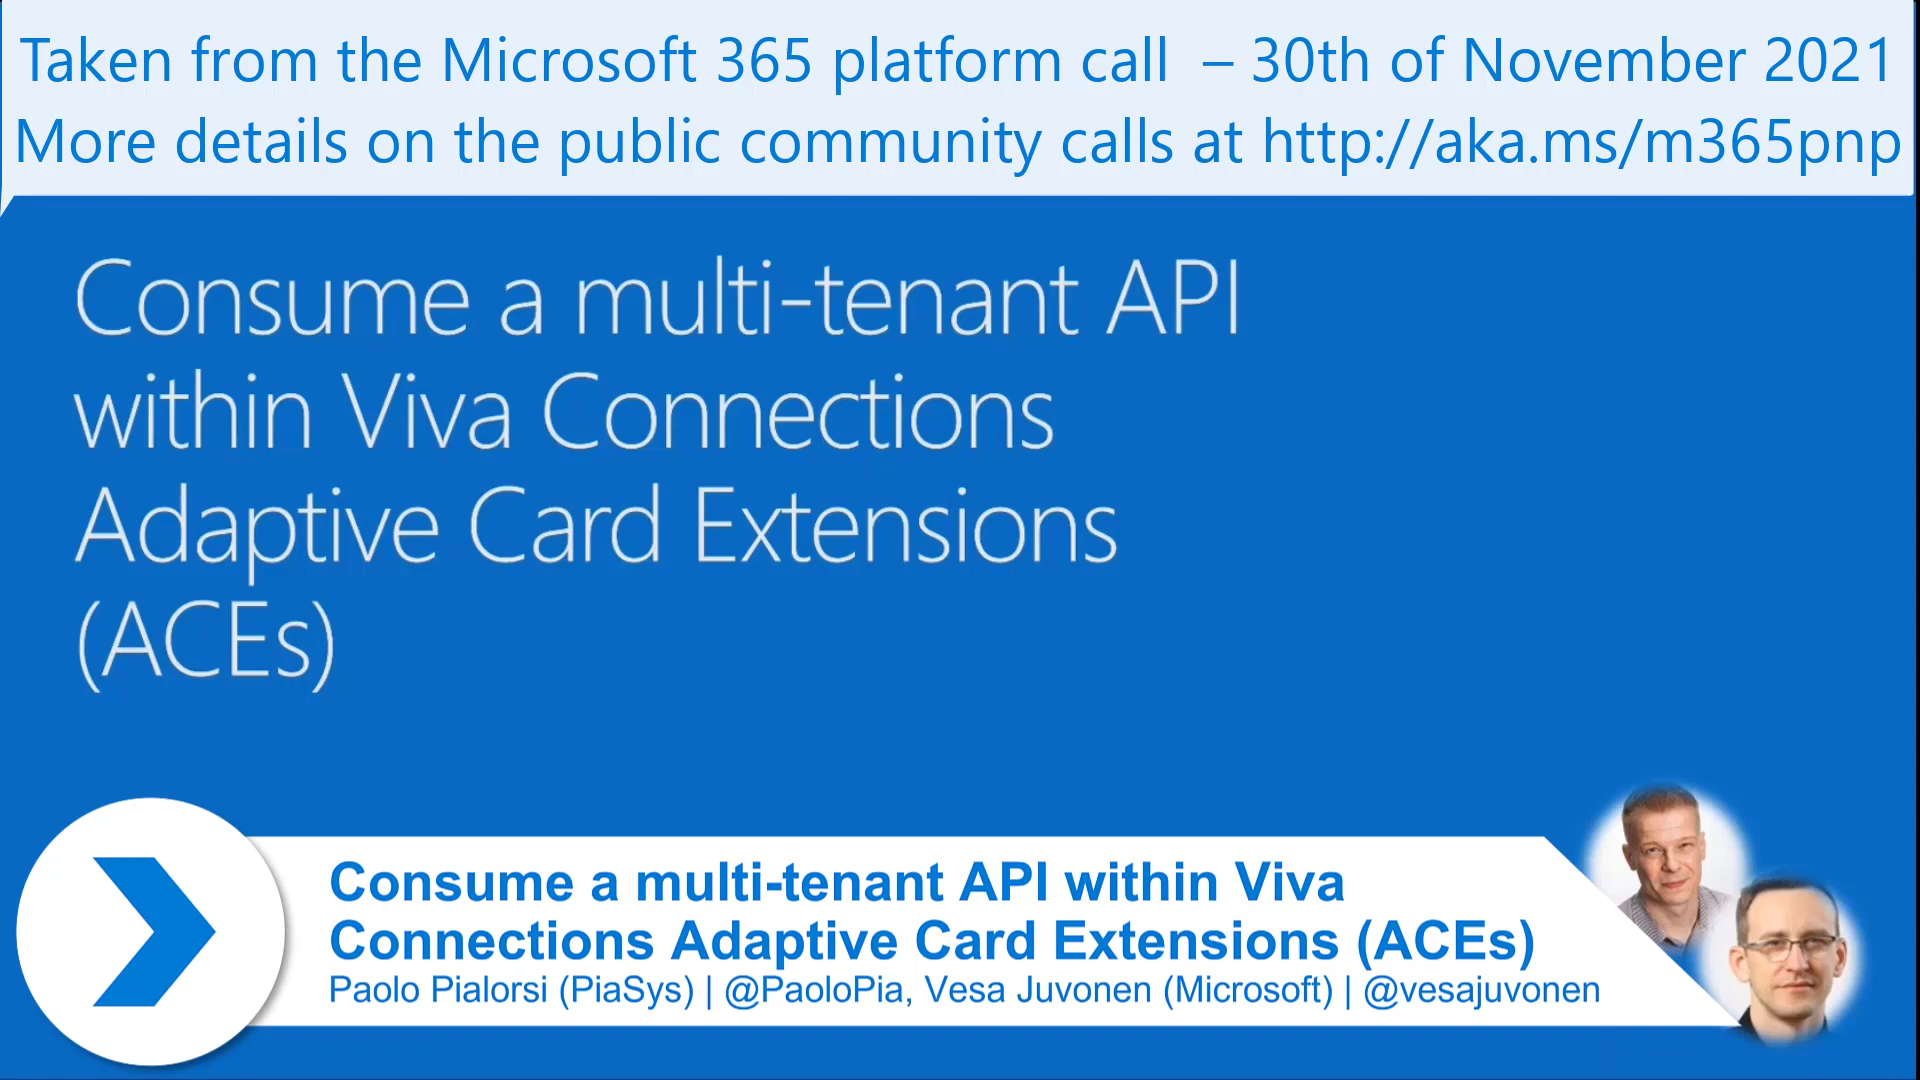 Taken from the Microsoft 365 platform call – 30th of November 2021
More details on the public community calls at http://aka.ms/m365pnp
Consume a multi-tenant API
within Viva Connections
Adaptive Card Extensions
(ACEs)
Consume a multi-tenant API within Viva
Connections Adaptive Card Extensions (ACEs)
Paolo Pialorsi (PiaSys) | @PaoloPia, Vesa Juvonen (Microsoft) | @vesajuvonen